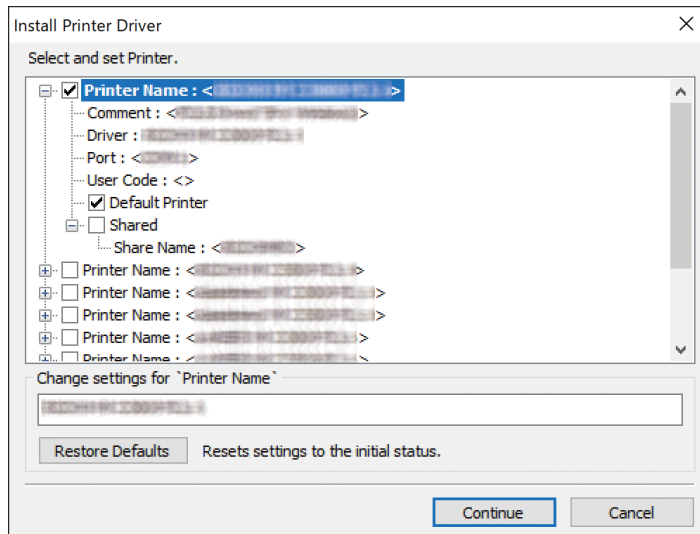 Install Printer Driver
Select and set Printer.
Printer Name : < >
Comment : < >
Driver :
Port : < >
User Code : <>
Default Printer
Shared
Share Name : < >
Printer Name : < >
Printer Name : < >
Printer Name : < >
Printer Name : < >
Printer Name : < >
Change settings for `Printer Name`
Restore Defaults Resets settings to the initial status.
Continue Cancel